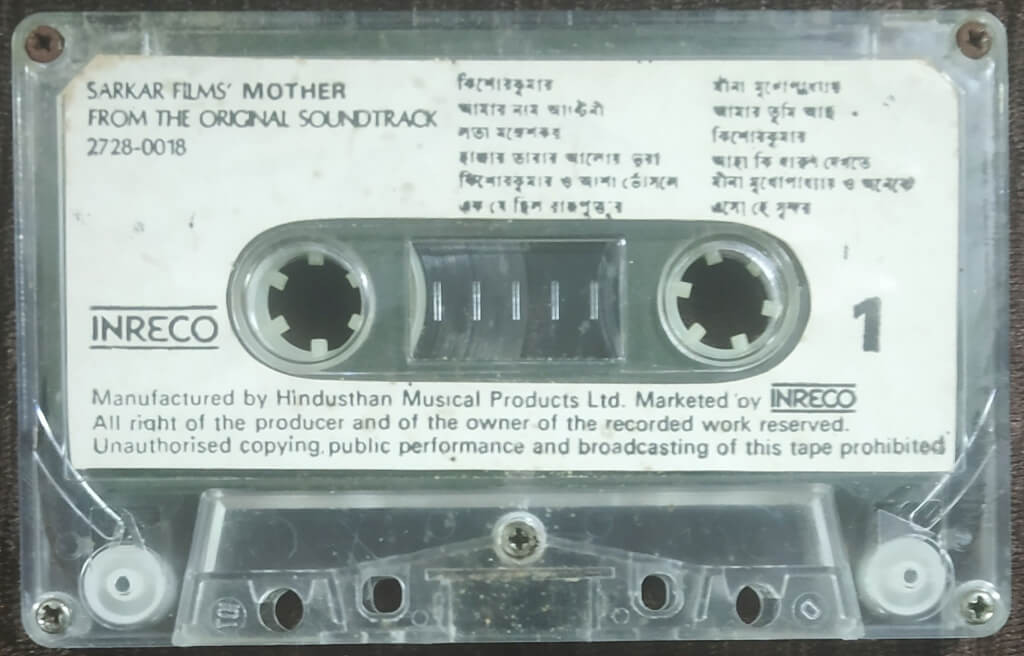 SARKAR FILMS' MOTHER
FROM THE ORIGINAL SOUNDTRACK
2728-0018
কিশোরকুমার
আমার নাম অ্যান্টনী
লতা মঙ্গেশকর
হাজার তারার আলোয় ভরা
কিশোরকুমার ও আশা ভোঁসলে
এক যে ছিল রাজপুত্তুর
মীনা মুখোপাধ্যায়
আমার তুমি আছ
কিশোরকুমার
আহা কি দারুণ দেখতে
মীনা মুখোপাধ্যায় ও অনেকে
এসো হে সুন্দর
INRECO
1
Manufactured by Hindusthan Musical Products Ltd. Marketed by INRECO
All right of the producer and of the owner of the recorded work reserved.
Unauthorised copying, public performance and broadcasting of this tape prohibited